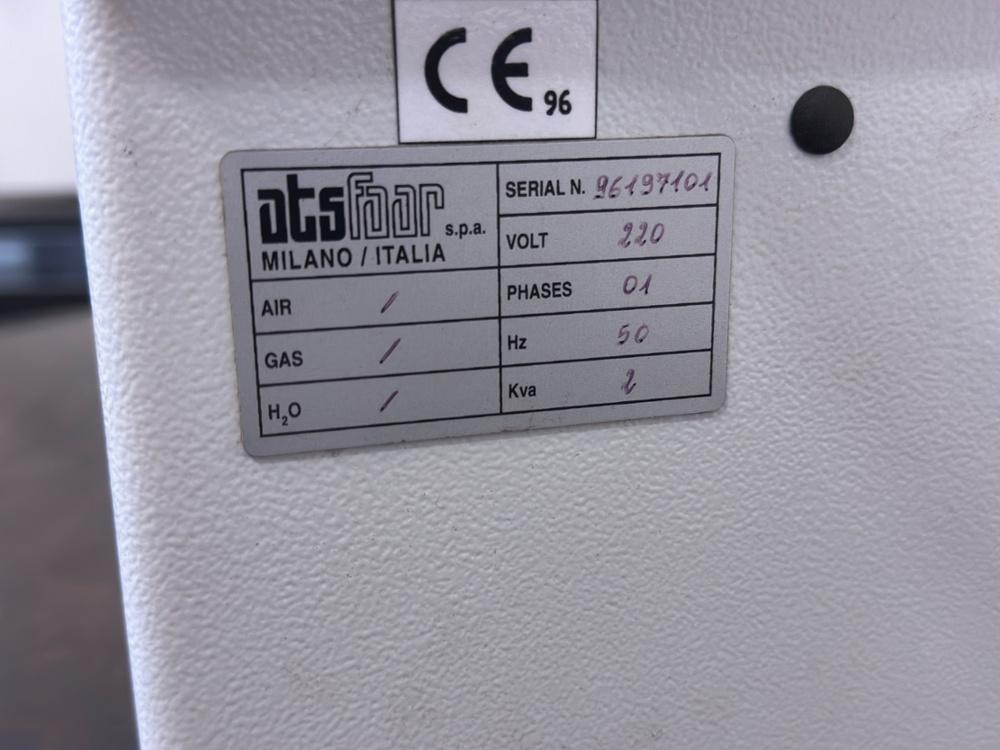 CE 96
atsfaar s.p.a.
MILANO / ITALIA
AIR /
GAS /
H₂O /
SERIAL N. 96197101
VOLT 220
PHASES 01
Hz 50
Kva 2